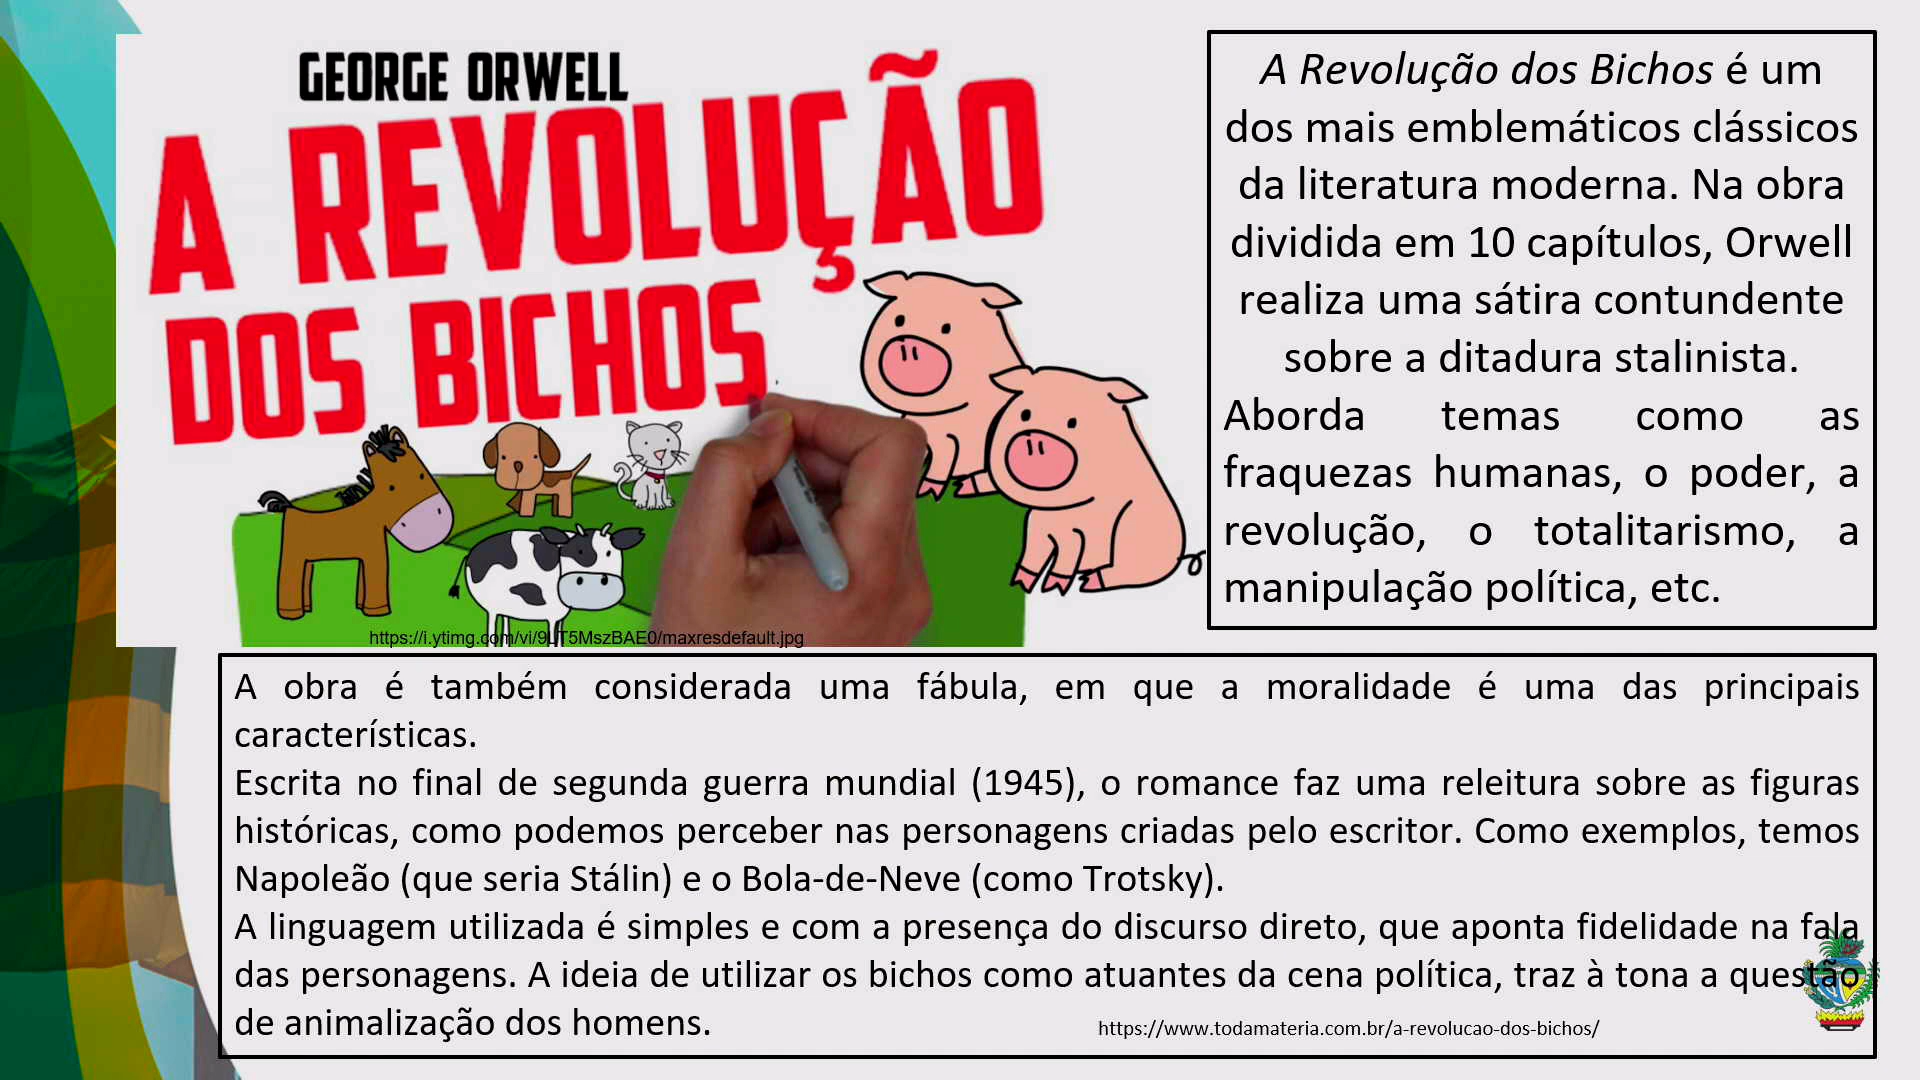 GEORGE ORWELL
A REVOLUÇÃO
DOS BICHOS
https://i.ytimg.com/vi/9LT5MszBAE0/maxresdefault.jpg
A Revolução dos Bichos é um
dos mais emblemáticos clássicos
da literatura moderna. Na obra
dividida em 10 capítulos, Orwell
realiza uma sátira contundente
sobre a ditadura stalinista.
Aborda temas como as
fraquezas humanas, o poder, a
revolução, o totalitarismo, a
manipulação política, etc.
A obra é também considerada uma fábula, em que a moralidade é uma das principais
características.
Escrita no final de segunda guerra mundial (1945), o romance faz uma releitura sobre as figuras
históricas, como podemos perceber nas personagens criadas pelo escritor. Como exemplos, temos
Napoleão (que seria Stálin) e o Bola-de-Neve (como Trotsky).
A linguagem utilizada é simples e com a presença do discurso direto, que aponta fidelidade na fala
das personagens. A ideia de utilizar os bichos como atuantes da cena política, traz à tona a questão
de animalização dos homens.
https://www.todamateria.com.br/a-revolucao-dos-bichos/